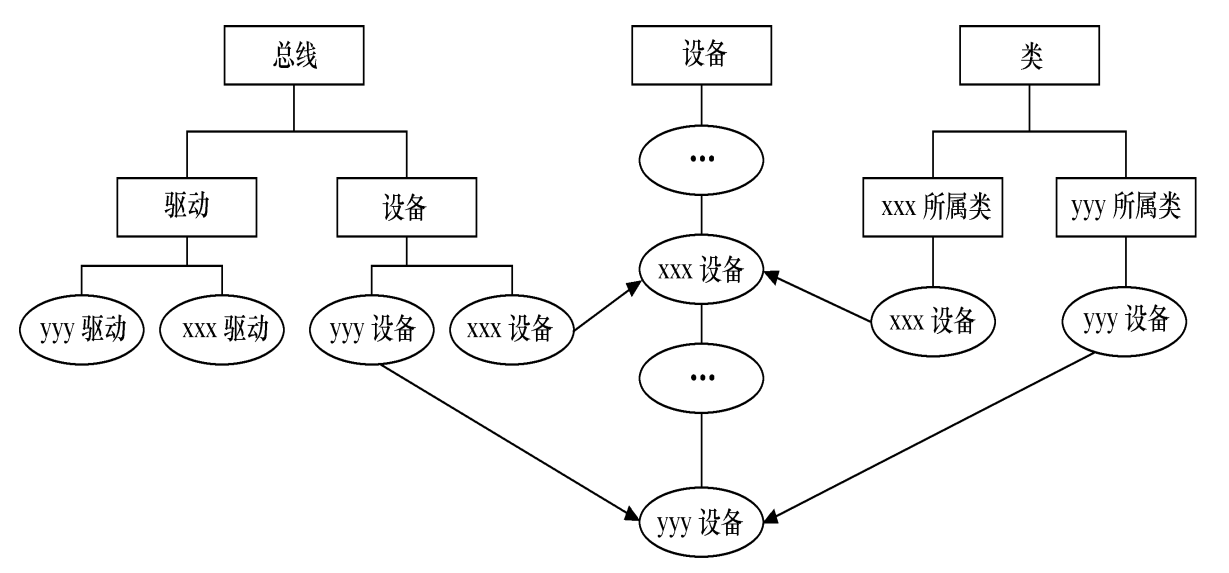 总线
设备
类
...
驱动
设备
xxx 所属类
yyy 所属类
xxx 设备
yyy 驱动
xxx 驱动
yyy 设备
xxx 设备
xxx 设备
yyy 设备
...
yyy 设备